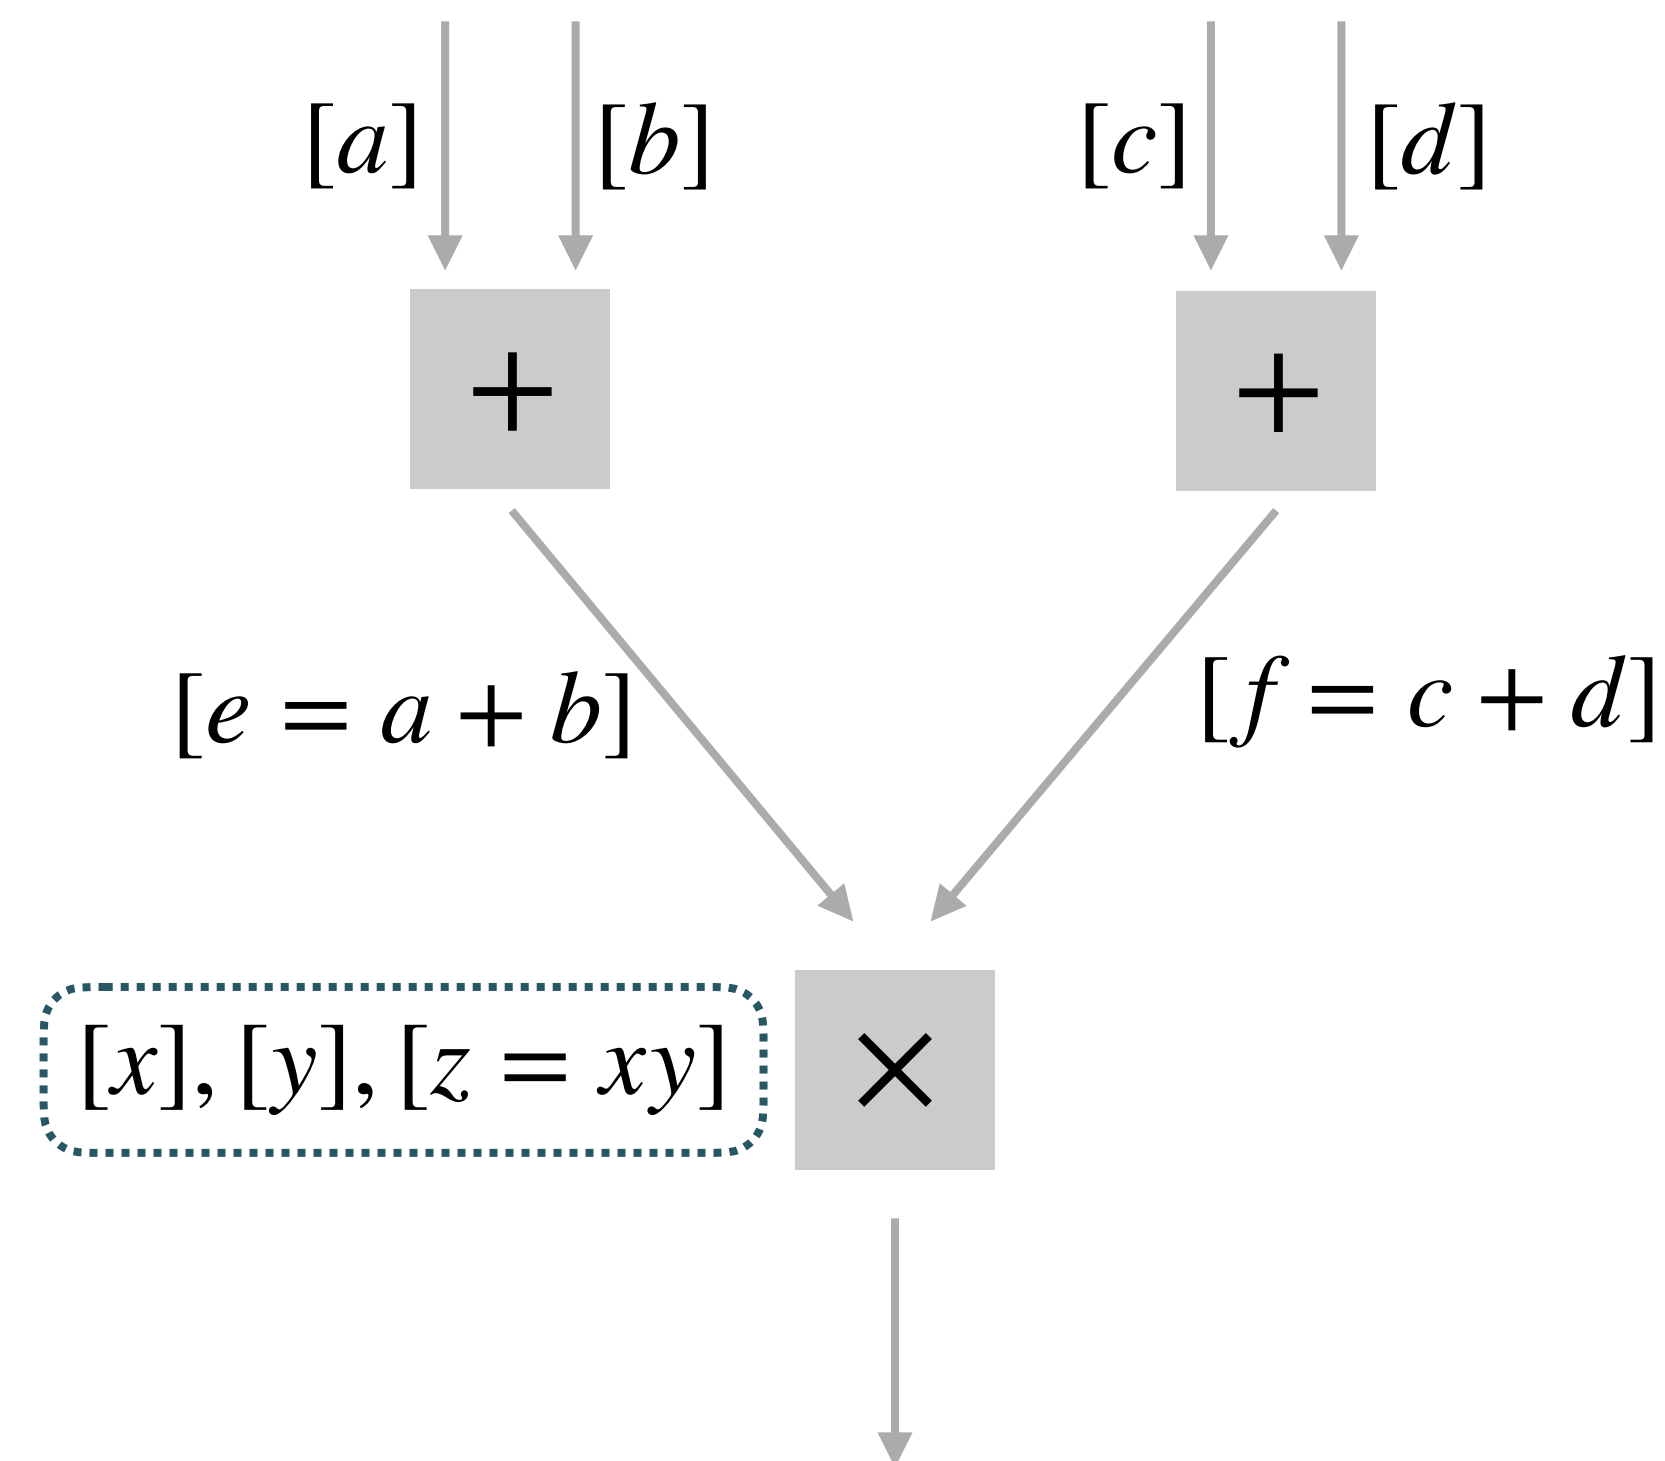 [a] [b] [c] [d]
+ +
[e = a + b] [f = c + d]
[x], [y], [z = xy] ×